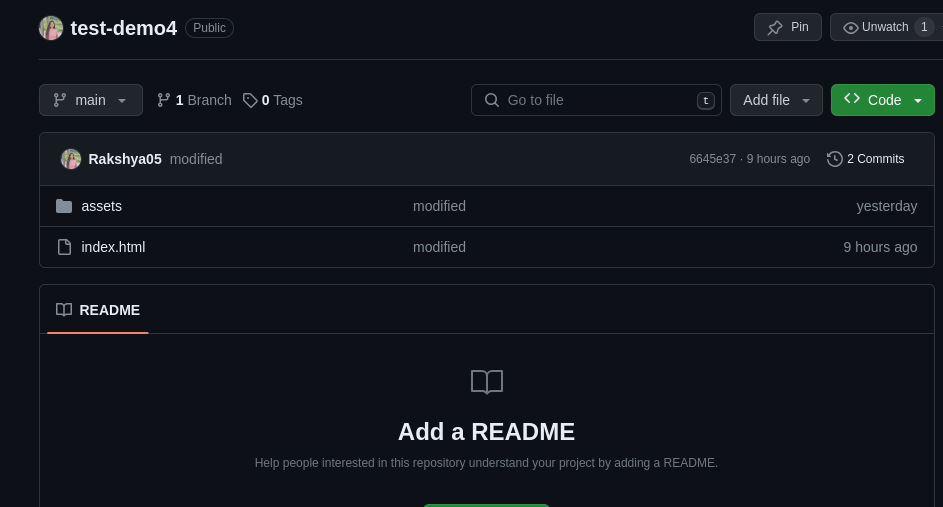 test-demo4 Public Pin Unwatch 1
main 1 Branch 0 Tags Go to file t Add file Code
Rakshya05 modified 6645e37 · 9 hours ago 2 Commits
assets modified yesterday
index.html modified 9 hours ago
README
Add a README
Help people interested in this repository understand your project by adding a README.